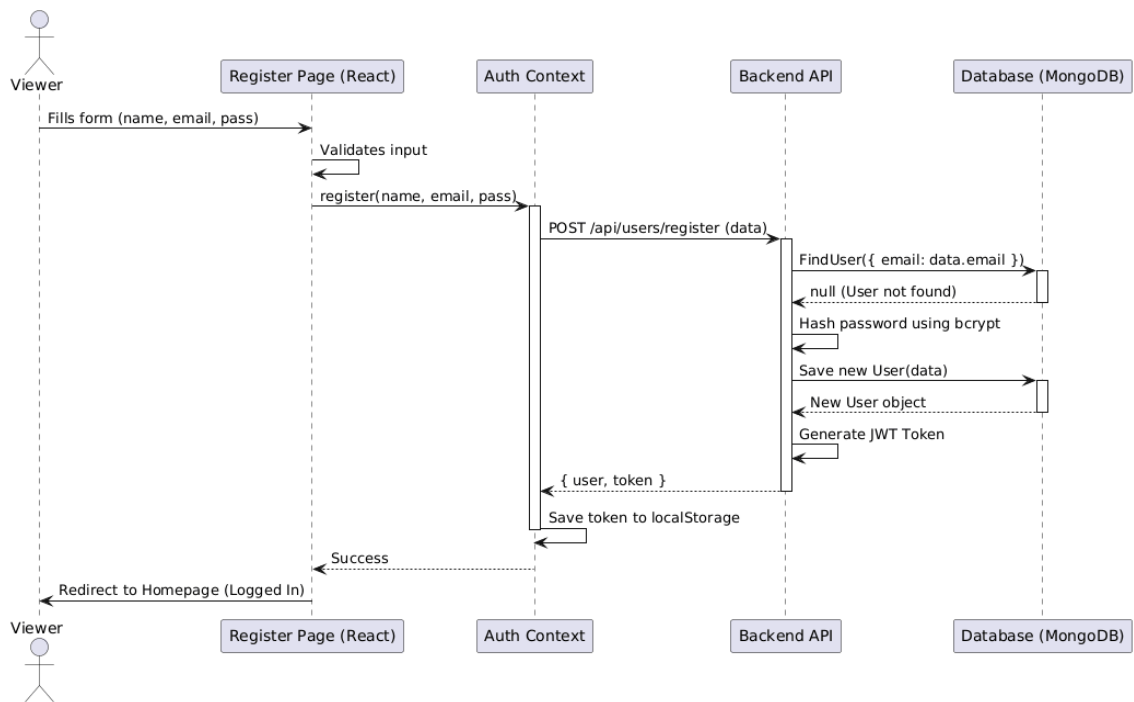 Viewer
Register Page (React)
Auth Context
Backend API
Database (MongoDB)
Fills form (name, email, pass)
Validates input
register(name, email, pass)
POST /api/users/register (data)
FindUser({ email: data.email })
null (User not found)
Hash password using bcrypt
Save new User(data)
New User object
Generate JWT Token
{ user, token }
Save token to localStorage
Success
Redirect to Homepage (Logged In)
Viewer
Register Page (React)
Auth Context
Backend API
Database (MongoDB)